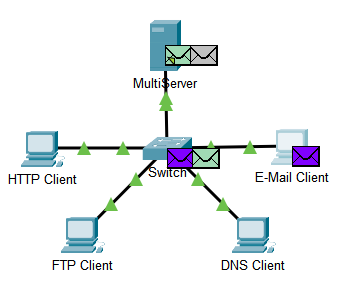 MultiServer
HTTP Client
Switch
E-Mail Client
FTP Client
DNS Client